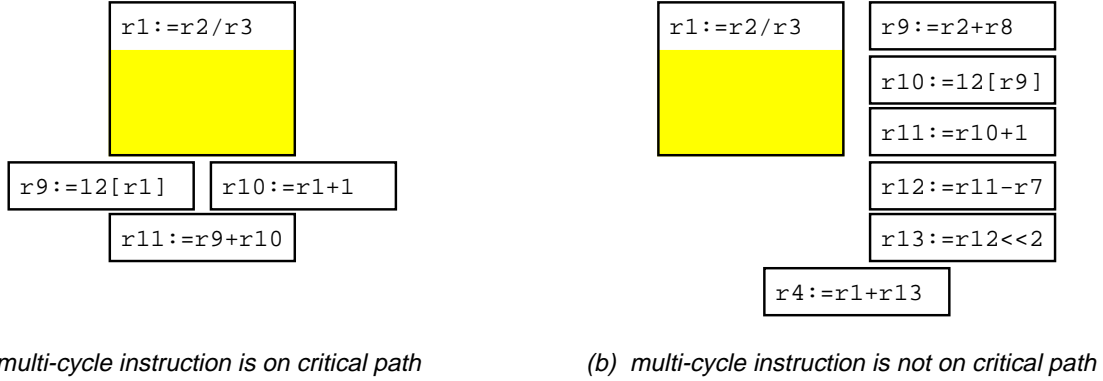 r1:=r2/r3
r9:=12[r1]
r10:=r1+1
r11:=r9+r10
r1:=r2/r3
r9:=r2+r8
r10:=12[r9]
r11:=r10+1
r12:=r11-r7
r13:=r12<<2
r4:=r1+r13
multi-cycle instruction is on critical path
(b) multi-cycle instruction is not on critical path